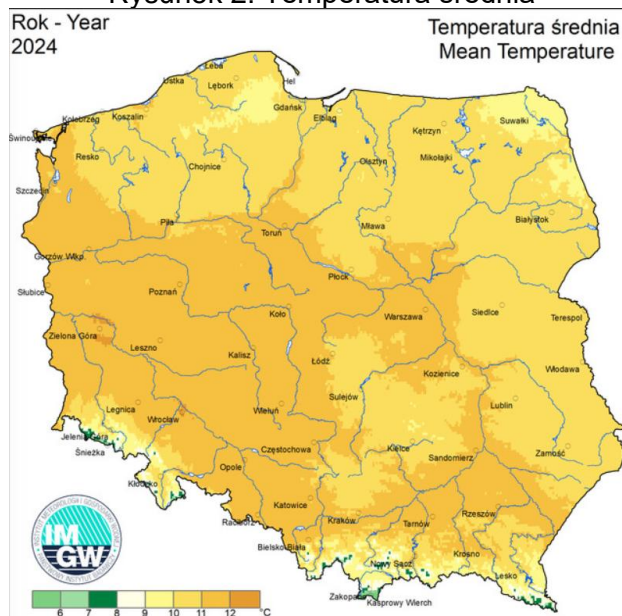 Rysunek 2. Temperatura średnia
Rok - Year
2024
Temperatura średnia
Mean Temperature
Łeba
Ustka
Lębork
Hel
Gdańsk
Kołobrzeg
Koszalin
Elbląg
Kętrzyn
Suwałki
Świnoujście
Resko
Chojnice
Olsztyn
Mikołajki
Szczecin
Piła
Toruń
Mława
Białystok
Gorzów Wlkp.
Płock
Słubice
Poznań
Koło
Warszawa
Siedlce
Terespol
Zielona Góra
Leszno
Kalisz
Łódź
Kozienice
Włodawa
Sulejów
Legnica
Wrocław
Wieluń
Lublin
Jelenia Góra
Śnieżka
Częstochowa
Kielce
Sandomierz
Zamość
Kłodzko
Opole
Katowice
Racibórz
Kraków
Tarnów
Rzeszów
Bielsko-Biała
Nowy Sącz
Krosno
Lesko
Zakopane
Kasprowy Wierch
IM
GW
6 7 8 9 10 11 12 °C